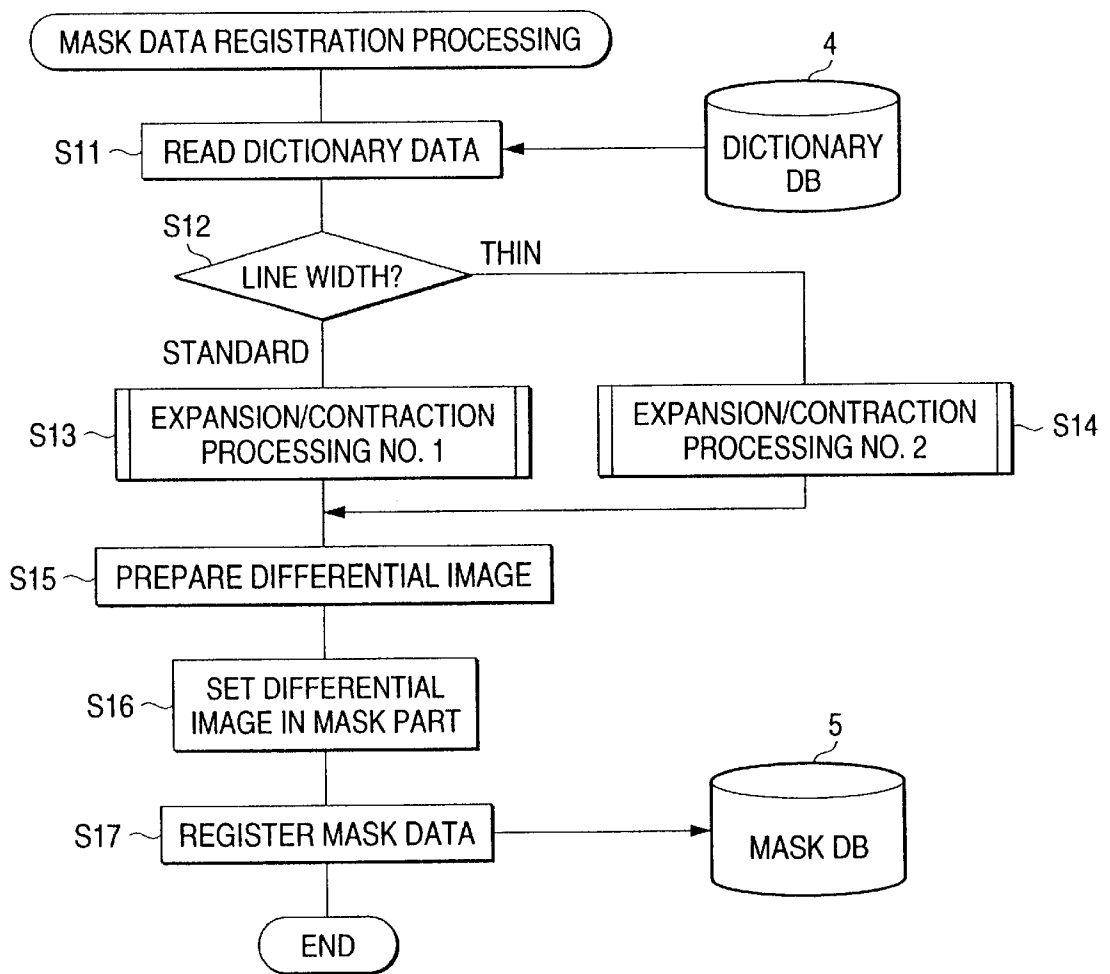 MASK DATA REGISTRATION PROCESSING
4
S11
READ DICTIONARY DATA
DICTIONARY
DB
S12
LINE WIDTH?
THIN
STANDARD
S13
EXPANSION/CONTRACTION
PROCESSING NO. 1
EXPANSION/CONTRACTION
PROCESSING NO. 2
S14
S15
PREPARE DIFFERENTIAL IMAGE
S16
SET DIFFERENTIAL
IMAGE IN MASK PART
5
S17
REGISTER MASK DATA
MASK DB
END